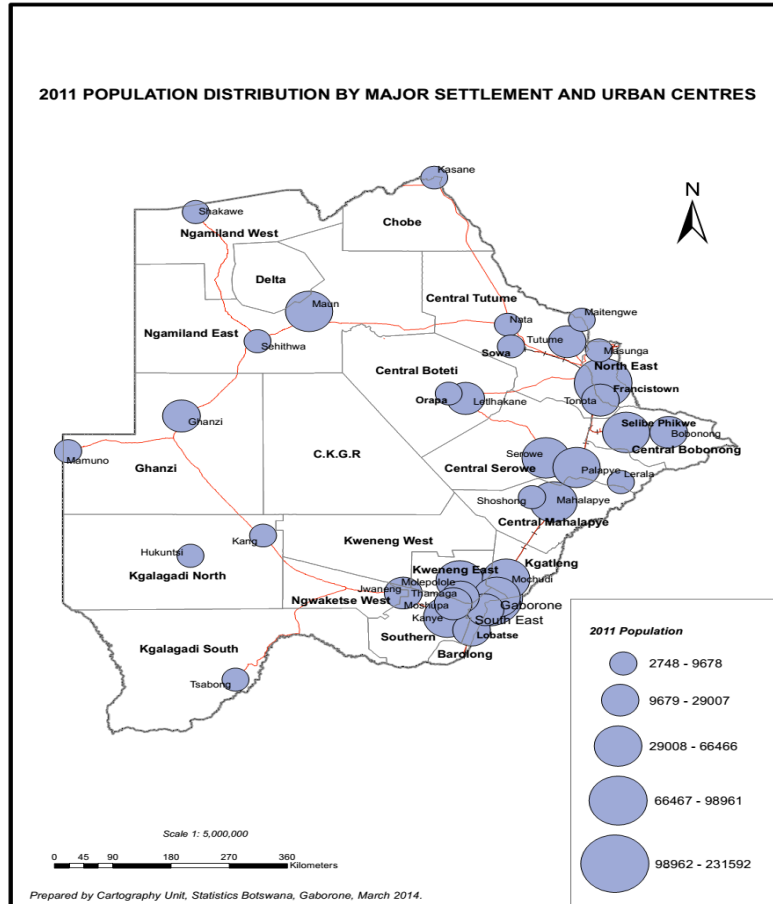 2011 POPULATION DISTRIBUTION BY MAJOR SETTLEMENT AND URBAN CENTRES
Kasane
N
Shakawe
Chobe
Ngamiland West
Delta
Central Tutume
Maun
Maitengwe
Nata
Tutume
Ngamiland East
Sehithwa
Sowa
Masunga
North East
Central Boteti
Francistown
Orapa
Letlhakane
Tonota
Ghanzi
Selibe Phikwe
Bobonong
Mamuno
C.K.G.R
Serowe
Central Bobonong
Ghanzi
Central Serowe
Palapye
Lerala
Shoshong
Mahalapye
Central Mahalapye
Kang
Kweneng West
Hukuntsi
Kgatleng
Kgalagadi North
Kweneng East
Molepolole
Mochudi
Jwaneng
Thamaga
Ngwaketse West
Moshupa
Gaborone
Kanye
South East
Southern
Lobatse
Kgalagadi South
Barolong
Tsabong
2011 Population
2748 - 9678
9679 - 29007
29008 - 66466
66467 - 98961
98962 - 231592
Scale 1: 5,000,000
0 45 90 180 270 360
Kilometers
Prepared by Cartography Unit, Statistics Botswana, Gaborone, March 2014.